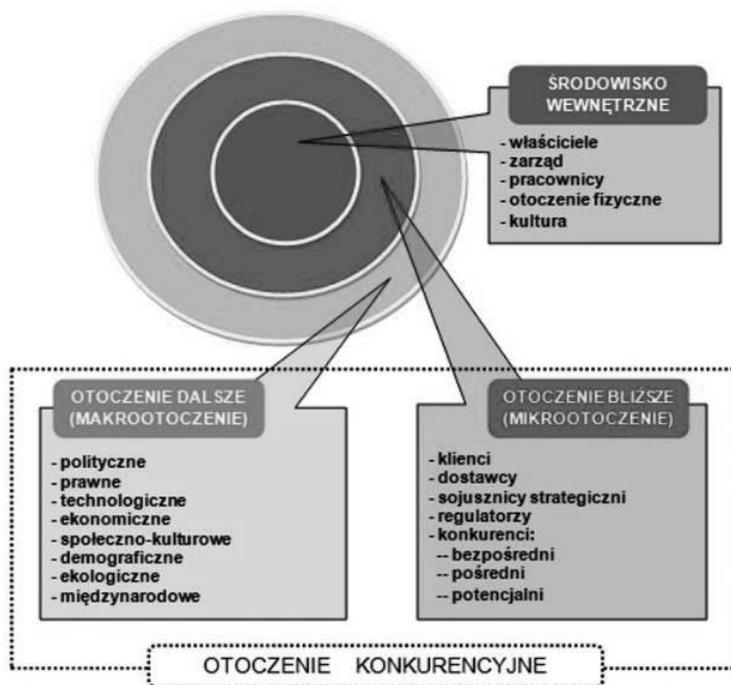 ŚRODOWISKO
WEWNĘTRZNE
- właściciele
- zarząd
- pracownicy
- otoczenie fizyczne
- kultura
OTOCZENIE DALSZE
(MAKROOTOCZENIE)
- polityczne
- prawne
- technologiczne
- ekonomiczne
- społeczno-kulturowe
- demograficzne
- ekologiczne
- międzynarodowe
OTOCZENIE BLIŻSZE
(MIKROOTOCZENIE)
- klienci
- dostawcy
- sojusznicy strategiczni
- regulatorzy
- konkurenci:
-- bezpośredni
-- pośredni
-- potencjalni
OTOCZENIE KONKURENCYJNE